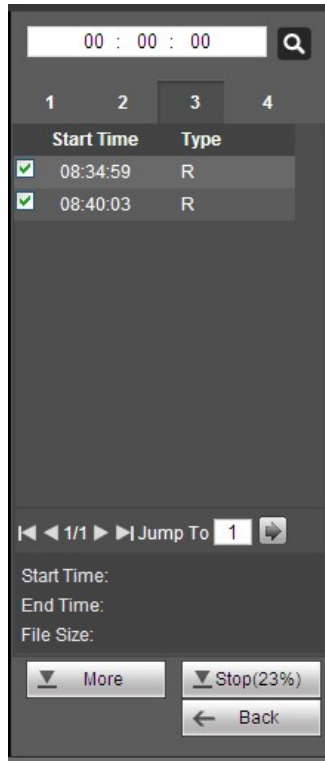 00 : 00 : 00
1 2 3 4
Start Time Type
08:34:59 R
08:40:03 R
1/1 Jump To 1
Start Time:
End Time:
File Size:
More Stop(23%)
Back